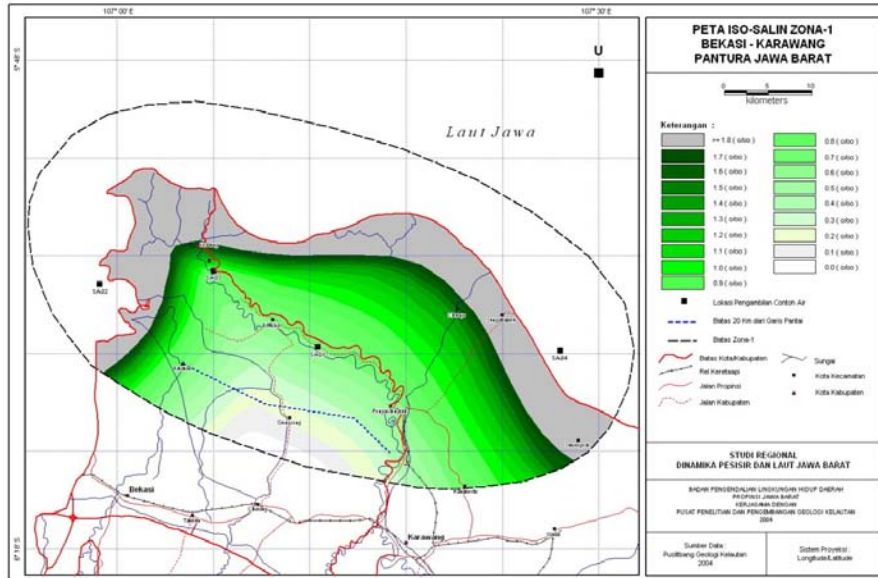 107° 00' E
107° 30' E
U
Laut Jawa
SAd2
SAd4
Bekasi
Karawang
PETA ISO-SALIN ZONA-1
BEKASI - KARAWANG
PANTURA JAWA BARAT
0 5 10
kilometers
Keterangan :
>= 1.8 ( o/oo )
1.7 ( o/oo )
1.6 ( o/oo )
1.5 ( o/oo )
1.4 ( o/oo )
1.3 ( o/oo )
1.2 ( o/oo )
1.1 ( o/oo )
1.0 ( o/oo )
0.9 ( o/oo )
0.8 ( o/oo )
0.7 ( o/oo )
0.6 ( o/oo )
0.5 ( o/oo )
0.4 ( o/oo )
0.3 ( o/oo )
0.2 ( o/oo )
0.1 ( o/oo )
0.0 ( o/oo )
Lokasi Pengambilan Contoh Air
Batas 20 Km dari Garis Pantai
Batas Zona-1
Batas Kota/Kabupaten
Rel Keretaapi
Jalan Propinsi
Jalan Kabupaten
Sungai
Kota Kecamatan
Kota Kabupaten
STUDI REGIONAL
DINAMIKA PESISIR DAN LAUT JAWA BARAT
BADAN PENGENDALIAN LINGKUNGAN HIDUP DAERAH
PROPINSI JAWA BARAT
KERJASAMA DENGAN
PUSAT PENELITIAN DAN PENGEMBANGAN GEOLOGI KELAUTAN
2004
Sumber Data :
Puslitbang Geologi Kelautan
2004
Sistem Proyeksi :
Longitude/Latitude